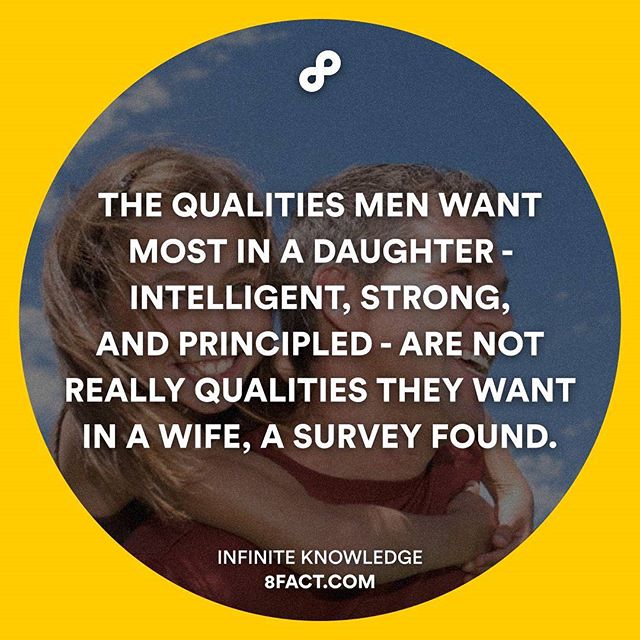 THE QUALITIES MEN WANT
MOST IN A DAUGHTER -
INTELLIGENT, STRONG,
AND PRINCIPLED - ARE NOT
REALLY QUALITIES THEY WANT
IN A WIFE, A SURVEY FOUND.
INFINITE KNOWLEDGE
8FACT.COM